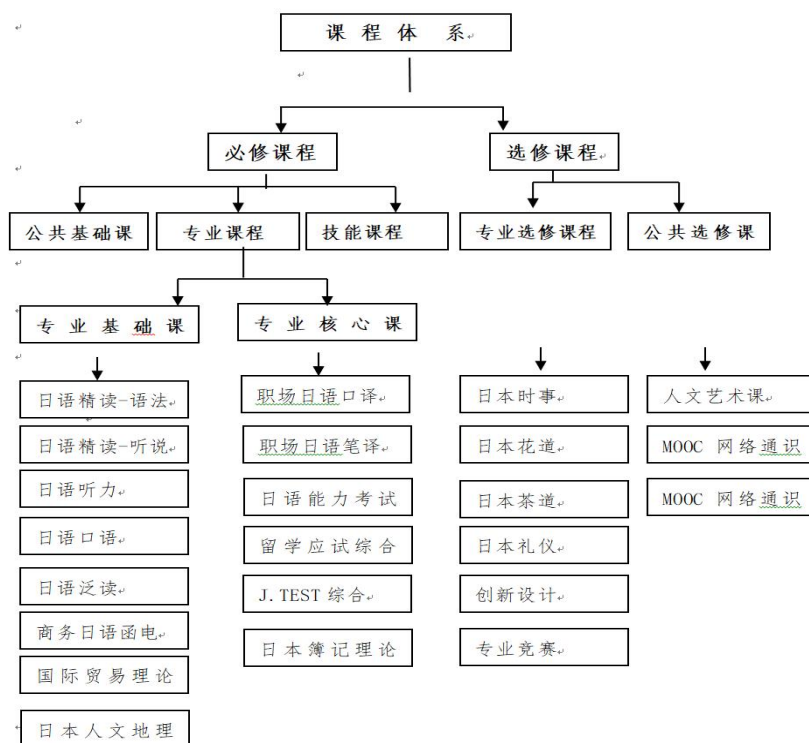 课程体 系
必修课程
选修课程
公共基础课
专业课程
技能课程
专业选修课程
公共选修课
专业基础课
专业核心课
日语精读-语法
日语精读-听说
日语听力
日语口语
日语泛读
商务日语函电
国际贸易理论
日本人文地理
职场日语口译
职场日语笔译
日语能力考试
留学应试综合
J.TEST 综合
日本簿记理论
日本时事
日本花道
日本茶道
日本礼仪
创新设计
专业竞赛
人文艺术课
MOOC 网络通识
MOOC 网络通识